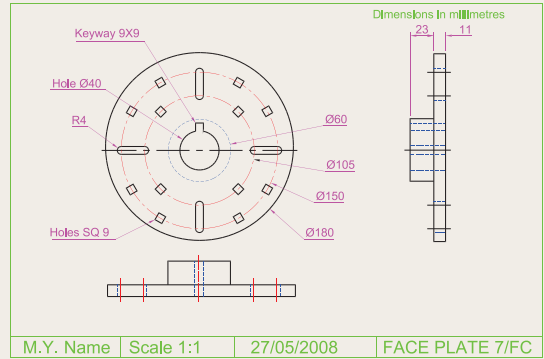 Dimensions in millimetres
23 11
Keyway 9X9
Hole Ø40
R4
Ø60
Ø105
Ø150
Holes SQ 9
Ø180
M.Y. Name Scale 1:1 27/05/2008 FACE PLATE 7/FC